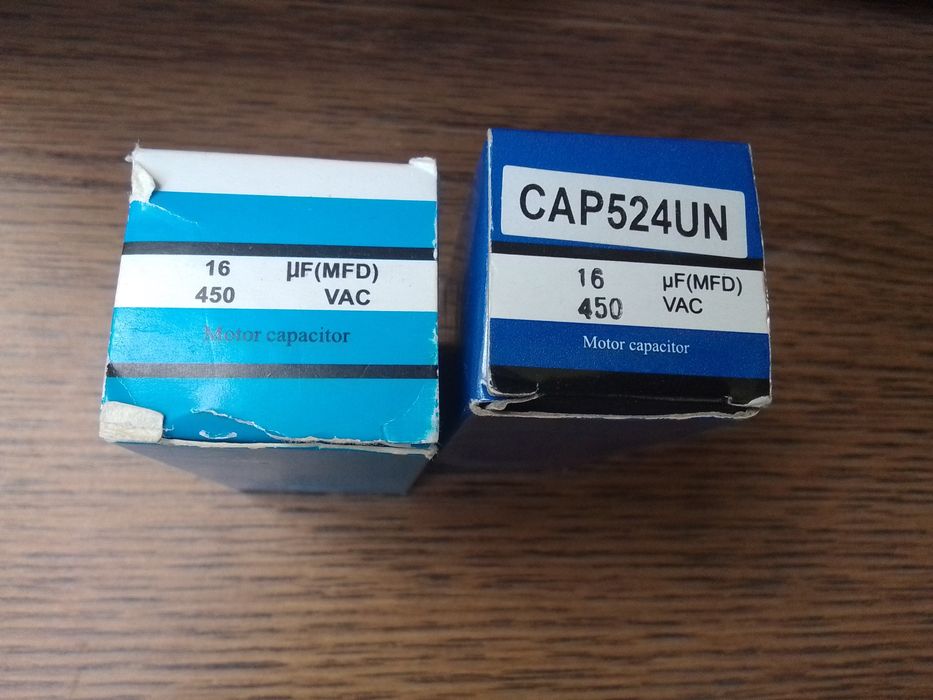 16 µF(MFD)
450 VAC
Motor capacitor
CAP524UN
16 µF(MFD)
450 VAC
Motor capacitor